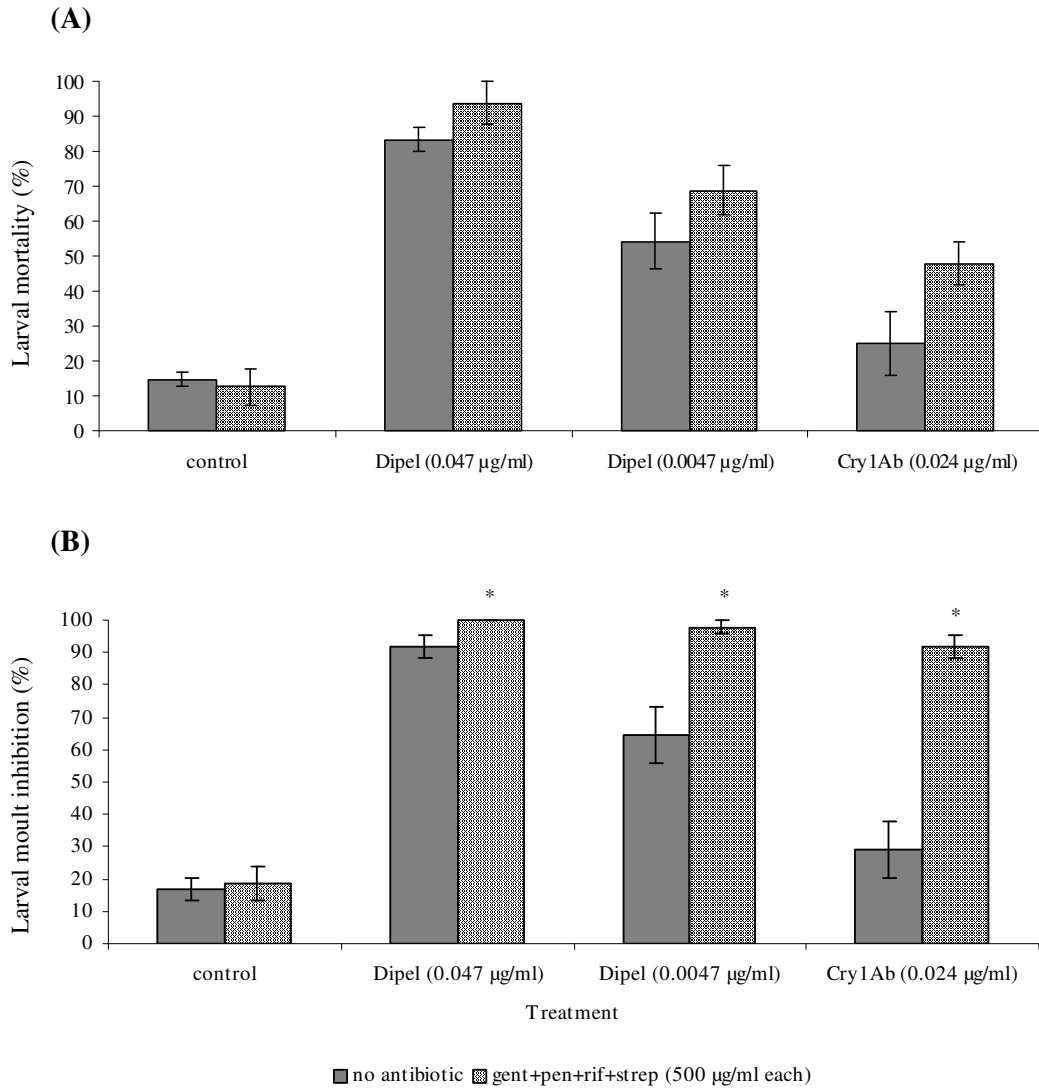 (A)
Larval mortality (%)
100
90
80
70
60
50
40
30
20
10
0
control Dipel (0.047 µg/ml) Dipel (0.0047 µg/ml) Cry1Ab (0.024 µg/ml)
(B)
Larval moult inhibition (%)
* * *
100
90
80
70
60
50
40
30
20
10
0
control Dipel (0.047 µg/ml) Dipel (0.0047 µg/ml) Cry1Ab (0.024 µg/ml)
Treatment
no antibiotic gent+pen+rif+strep (500 µg/ml each)